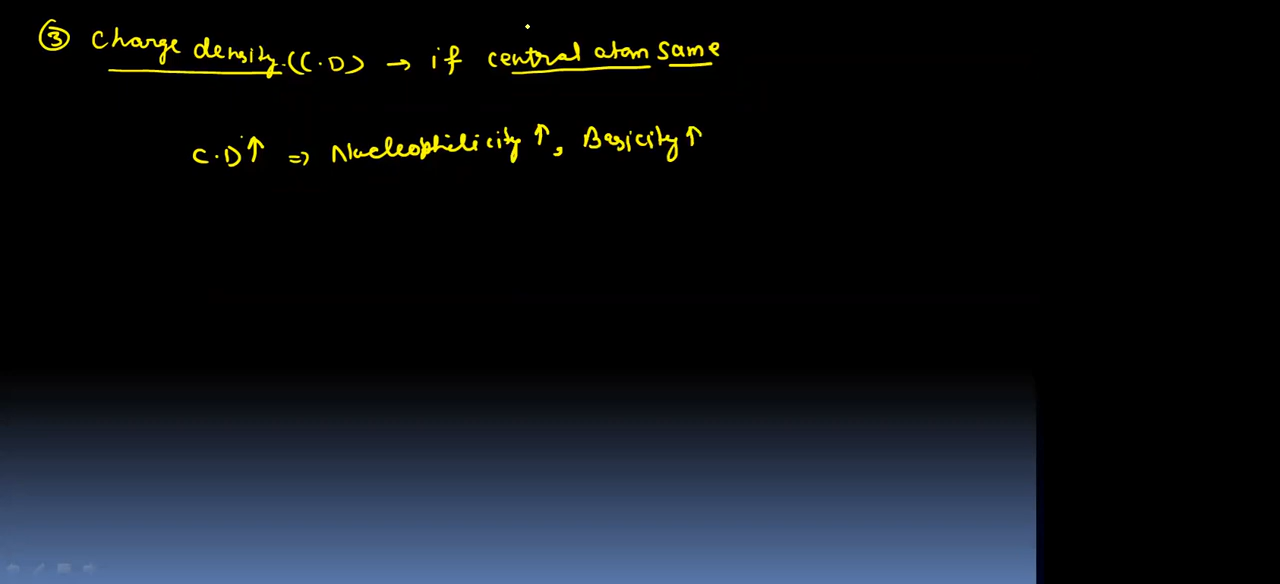 ③ Charge density. (C.D) → if central atom same
C.D↑ ⇒ Nucleophilicity ↑, Basicity ↑